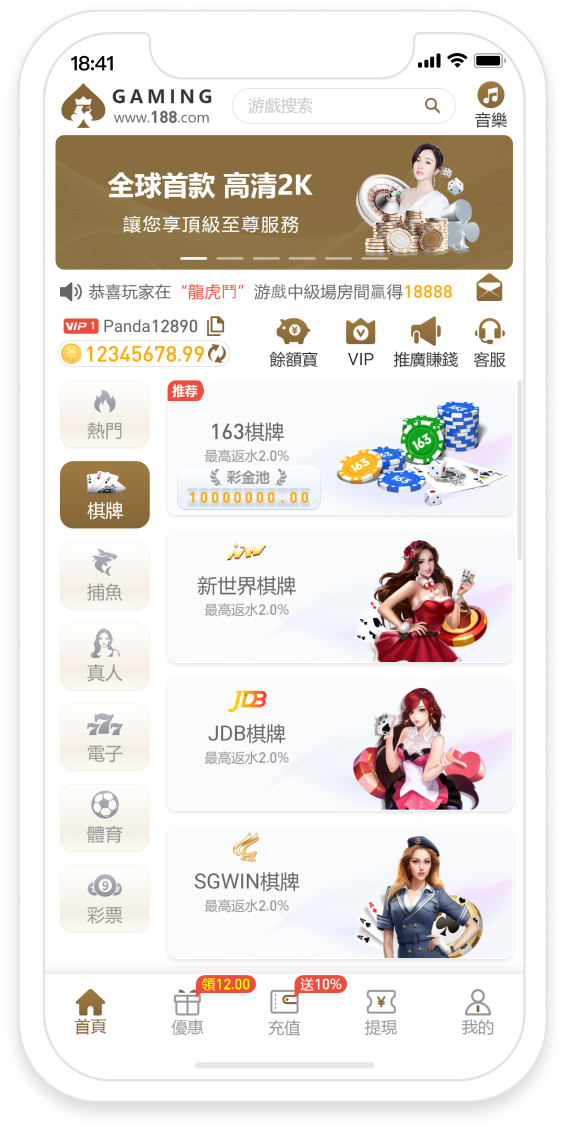 18:41
GAMING
www.188.com
游戲搜索
音樂
全球首款 高清2K
讓您享頂級至尊服務
恭喜玩家在 “龍虎鬥” 游戲中級場房間贏得18888
VIP 1 Panda12890
¥ 12345678.99
餘額寶
VIP
推廣賺錢
客服
熱門
棋牌
捕魚
真人
電子
體育
彩票
推荐
163棋牌
最高返水2.0%
彩金池
10000000.00
163
163
163
新世界棋牌
最高返水2.0%
JDB
JDB棋牌
最高返水2.0%
SGWIN棋牌
最高返水2.0%
首頁
領12.00
優惠
送10%
充值
提現
我的